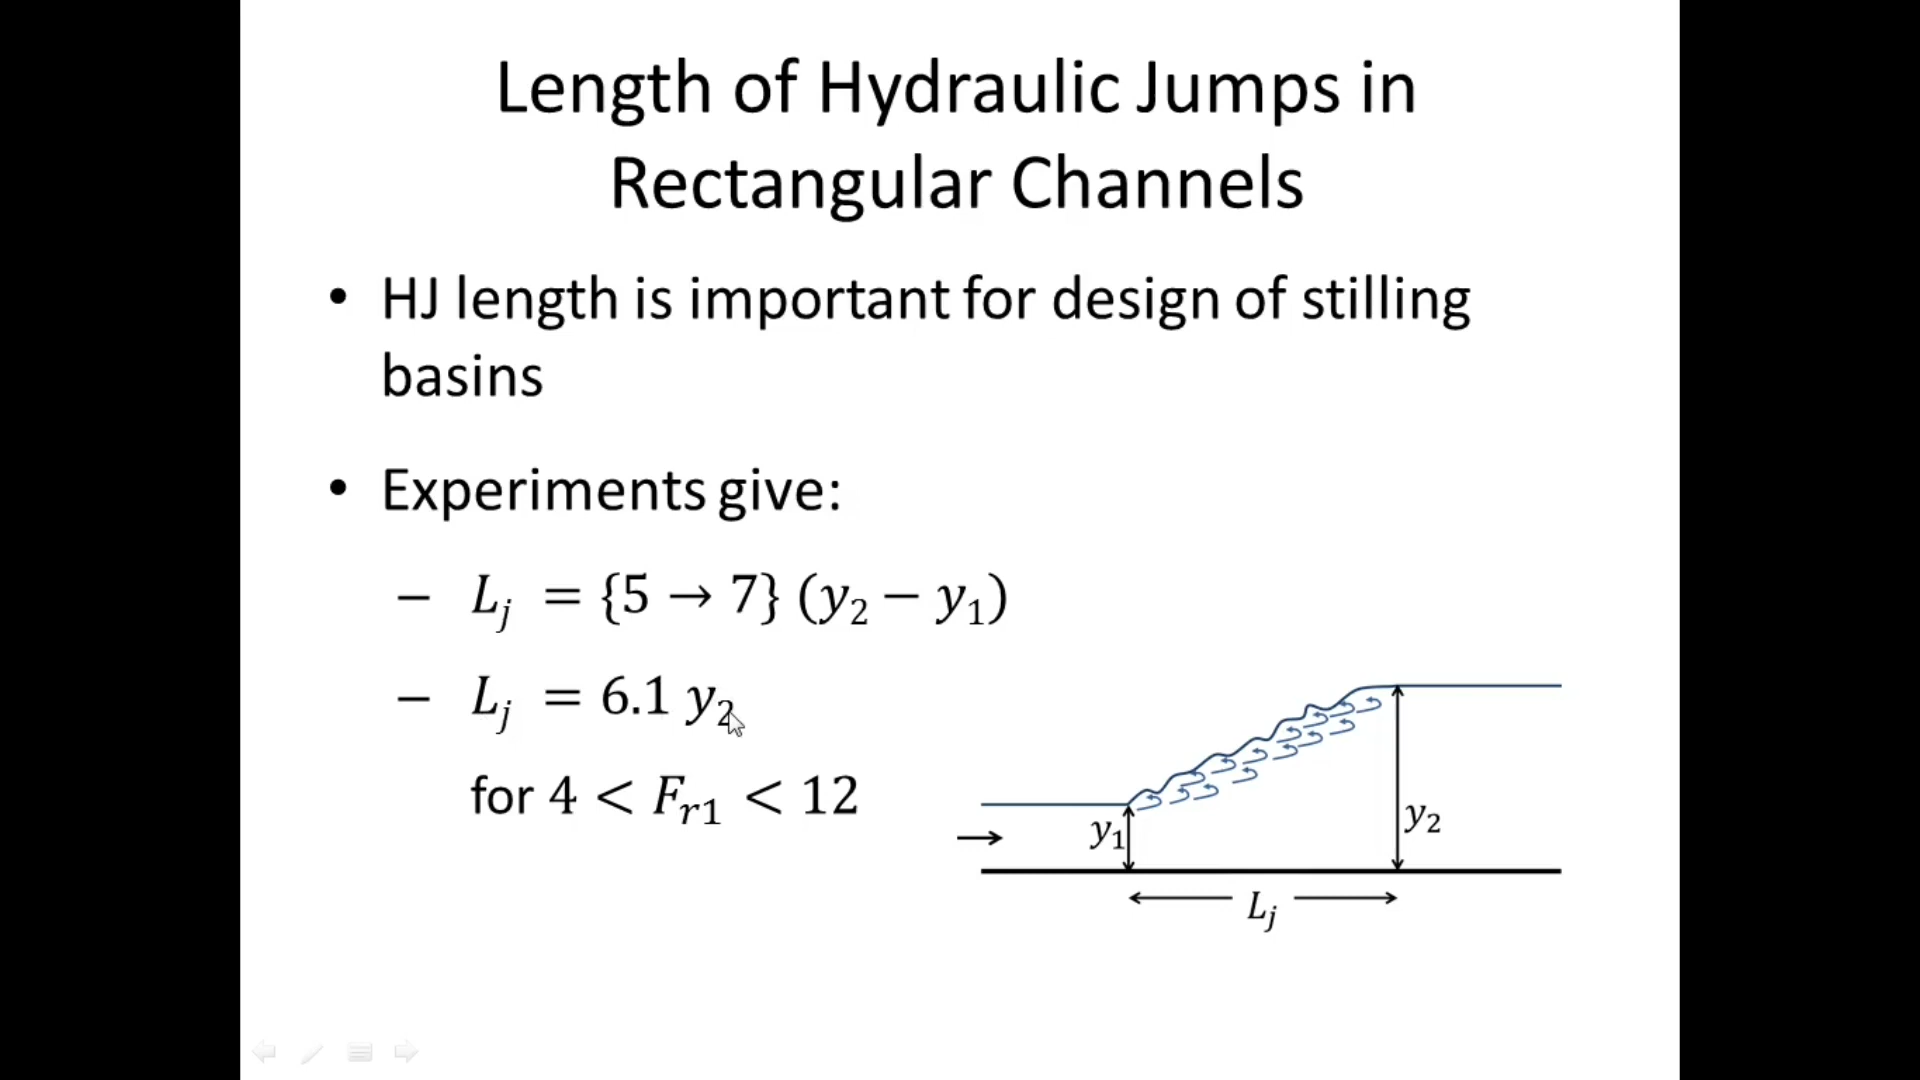 Length of Hydraulic Jumps in
Rectangular Channels
• HJ length is important for design of stilling
basins
• Experiments give:
– Lⱼ = {5 → 7} (y₂ − y₁)
– Lⱼ = 6.1 y₂
for 4 < Fᵣ₁ < 12
y₁
y₂
Lⱼ